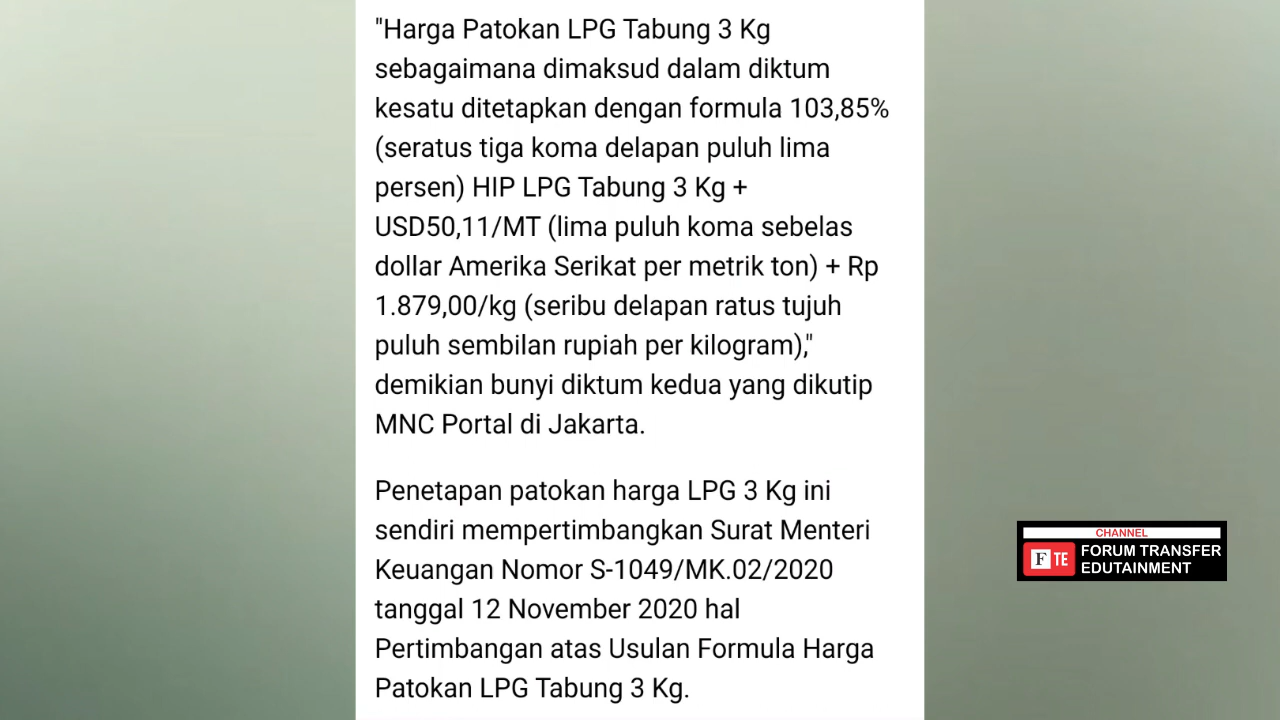 "Harga Patokan LPG Tabung 3 Kg
sebagaimana dimaksud dalam diktum
kesatu ditetapkan dengan formula 103,85%
(seratus tiga koma delapan puluh lima
persen) HIP LPG Tabung 3 Kg +
USD50,11/MT (lima puluh koma sebelas
dollar Amerika Serikat per metrik ton) + Rp
1.879,00/kg (seribu delapan ratus tujuh
puluh sembilan rupiah per kilogram),"
demikian bunyi diktum kedua yang dikutip
MNC Portal di Jakarta.
Penetapan patokan harga LPG 3 Kg ini
sendiri mempertimbangkan Surat Menteri
Keuangan Nomor S-1049/MK.02/2020
tanggal 12 November 2020 hal
Pertimbangan atas Usulan Formula Harga
Patokan LPG Tabung 3 Kg.
CHANNEL
F TE
FORUM TRANSFER
EDUTAINMENT